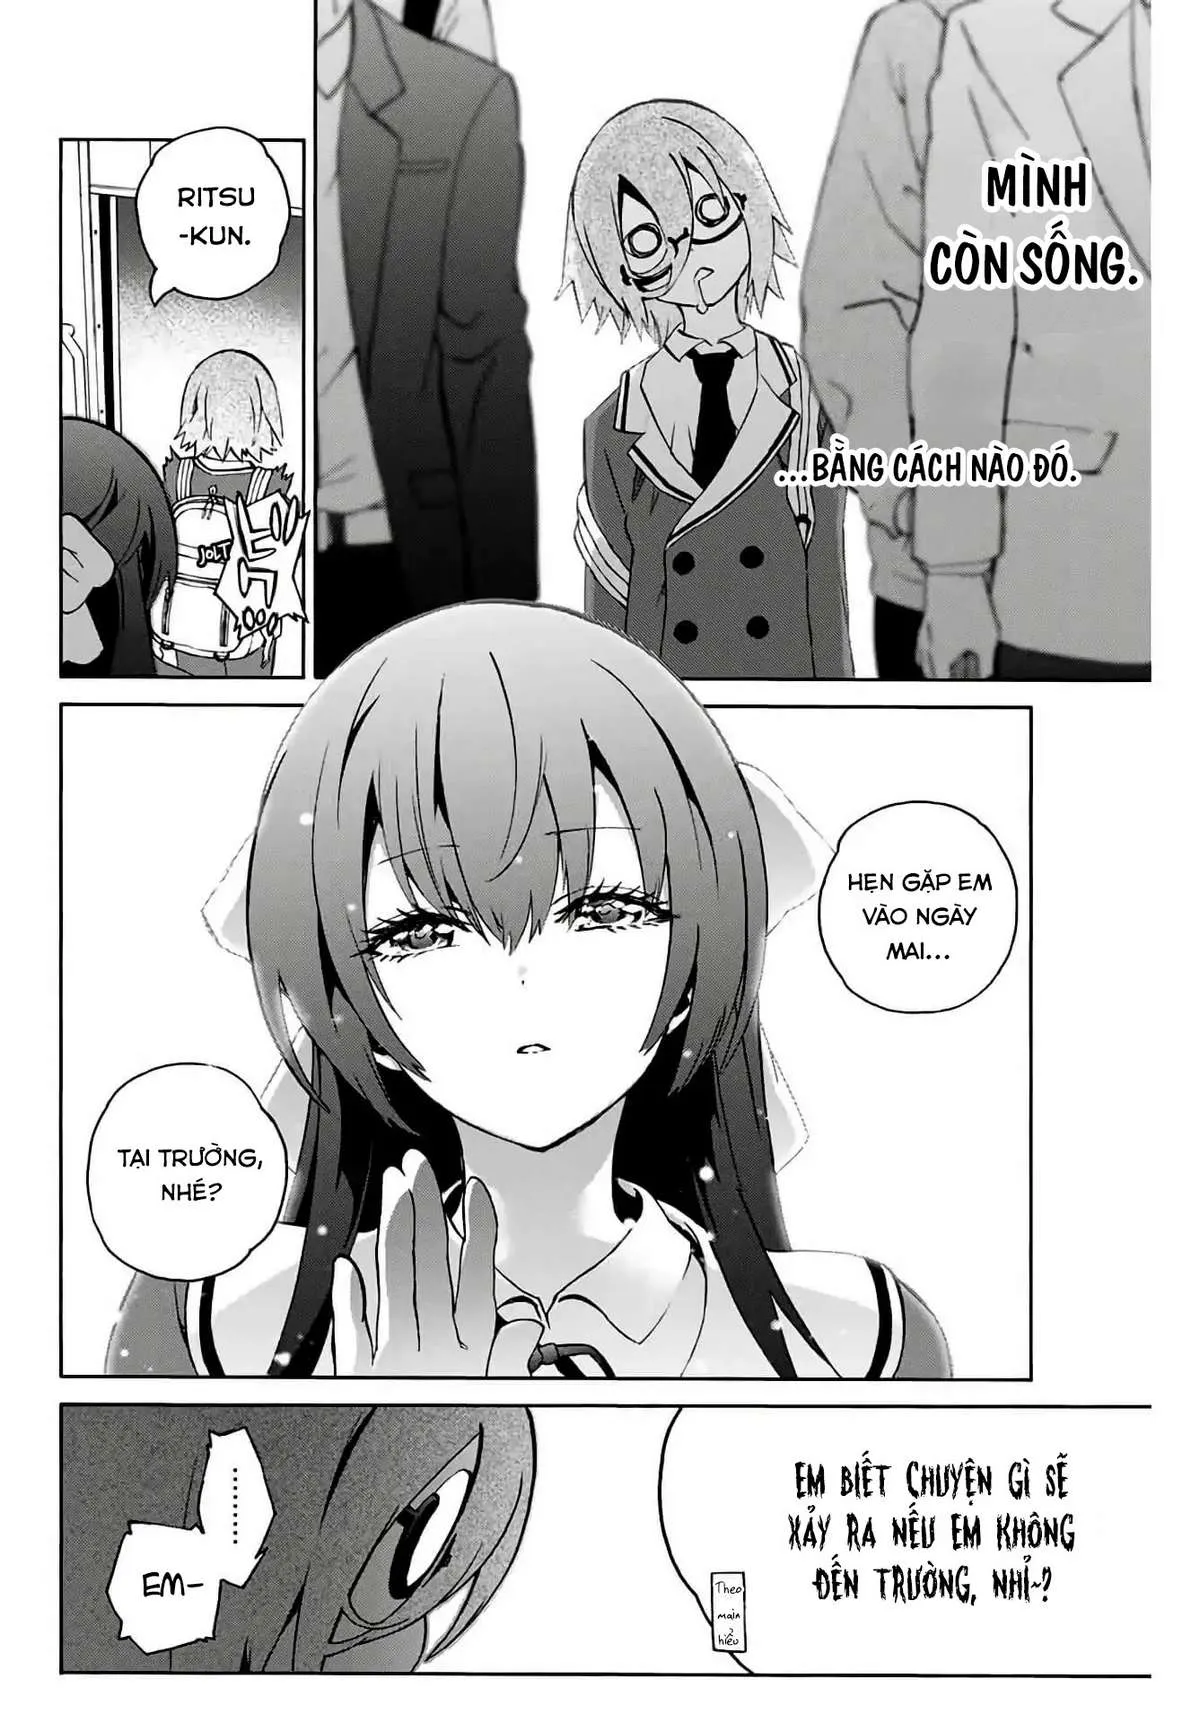 MÌNH
CÒN SỐNG.
...BẰNG CÁCH NÀO ĐÓ.
RITSU
-KUN.
JOLT
HẸN GẶP EM
VÀO NGÀY
MAI...
TẠI TRƯỜNG,
NHÉ?
EM BIẾT CHUYỆN GÌ SẼ
XẢY RA NẾU EM KHÔNG
ĐẾN TRƯỜNG, NHỈ~?
Theo
main
hiểu
.......
EM-